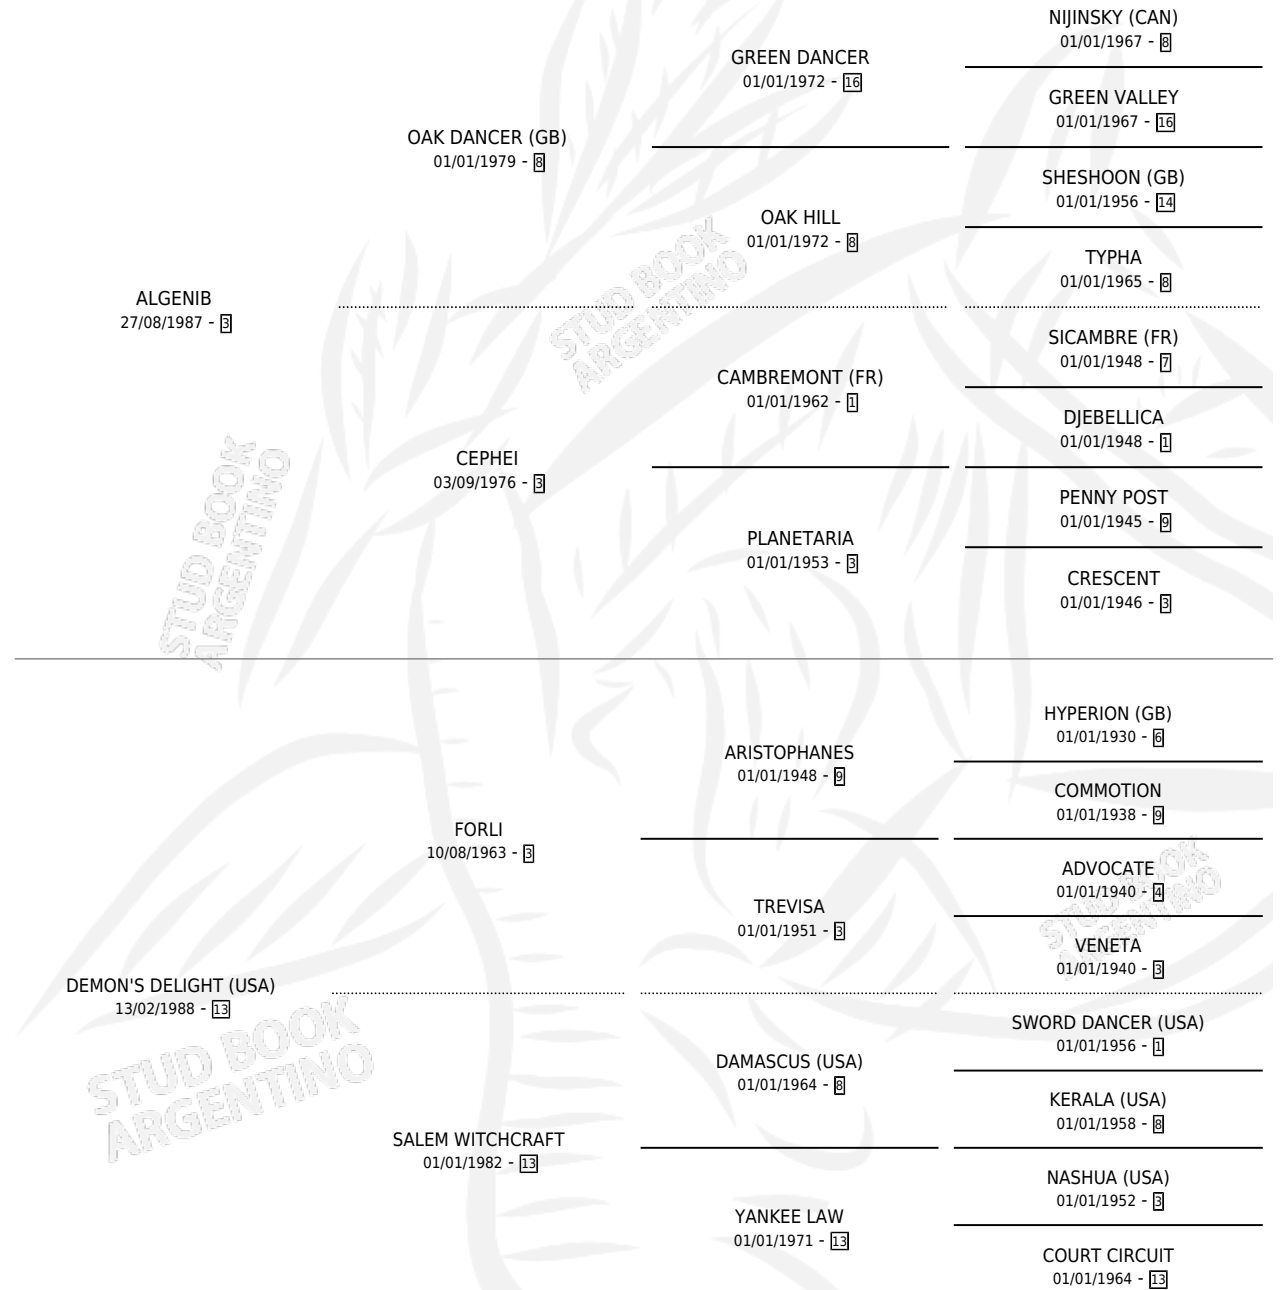 NIJINSKY (CAN)
01/01/1967 - 8
GREEN DANCER
01/01/1972 - 16
GREEN VALLEY
01/01/1967 - 16
OAK DANCER (GB)
01/01/1979 - 8
SHESHOON (GB)
01/01/1956 - 14
OAK HILL
01/01/1972 - 8
TYPHA
01/01/1965 - 8
ALGENIB
27/08/1987 - 3
SICAMBRE (FR)
01/01/1948 - 7
CAMBREMONT (FR)
01/01/1962 - 1
DJEBELLICA
01/01/1948 - 1
CEPHEI
03/09/1976 - 3
PENNY POST
01/01/1945 - 9
PLANETARIA
01/01/1953 - 3
CRESCENT
01/01/1946 - 3
HYPERION (GB)
01/01/1930 - 6
ARISTOPHANES
01/01/1948 - 9
COMMOTION
01/01/1938 - 9
FORLI
10/08/1963 - 3
ADVOCATE
01/01/1940 - 4
TREVISA
01/01/1951 - 3
VENETA
01/01/1940 - 3
DEMON'S DELIGHT (USA)
13/02/1988 - 13
SWORD DANCER (USA)
01/01/1956 - 1
DAMASCUS (USA)
01/01/1964 - 8
KERALA (USA)
01/01/1958 - 8
SALEM WITCHCRAFT
01/01/1982 - 13
NASHUA (USA)
01/01/1952 - 3
YANKEE LAW
01/01/1971 - 13
COURT CIRCUIT
01/01/1964 - 13
STUD BOOK
ARGENTINO
STUD BOOK
ARGENTINO
STUD BOOK
ARGENTINO
STUD BOOK
ARGENTINO